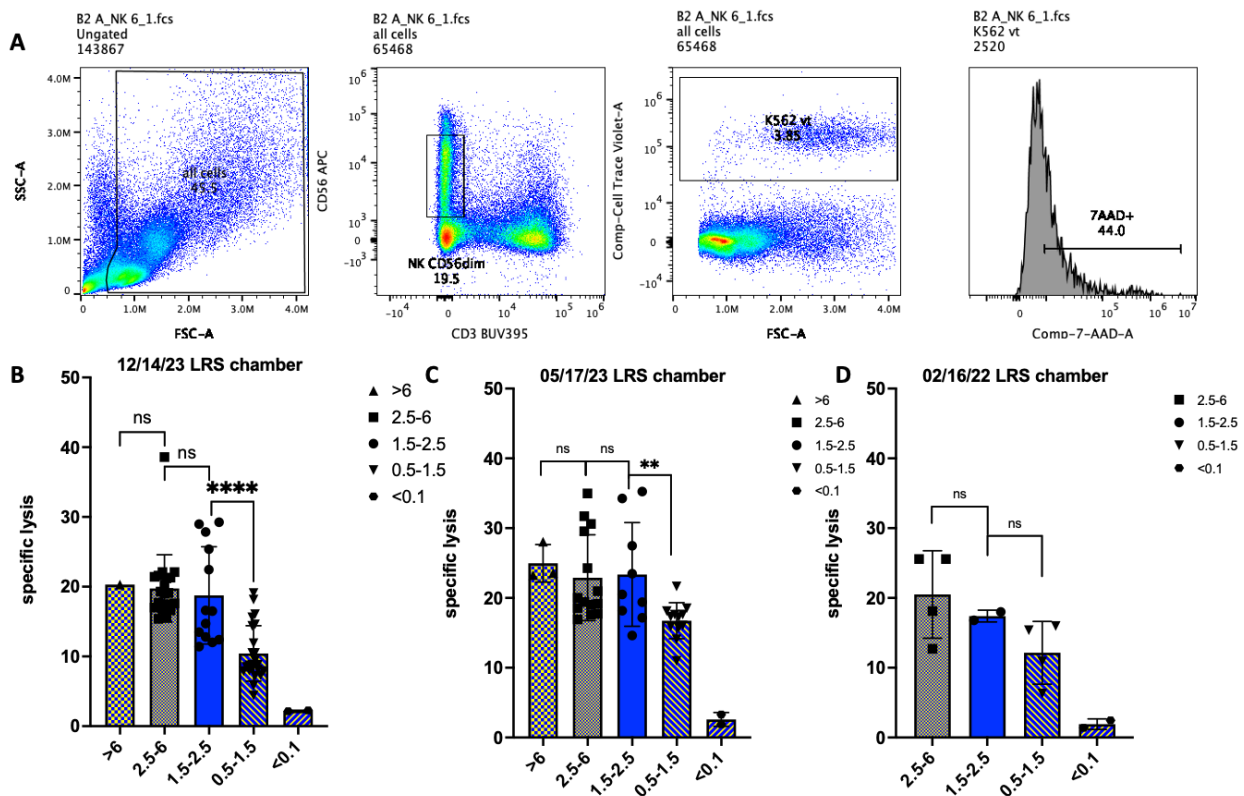 A
B2 A_NK 6_1.fcs
Ungated
143867
SSC-A
4.0M
3.0M
2.0M
1.0M
0
all cells
45.5
0
1.0M
2.0M
3.0M
4.0M
FSC-A
B2 A_NK 6_1.fcs
all cells
65468
CD56 APC
10^6
10^5
10^4
10^3
0
-10^3
NK CD56dim
19.5
-10^4
0
10^4
10^5
10^6
CD3 BUV395
B2 A_NK 6_1.fcs
all cells
65468
Comp-Cell Trace Violet-A
10^6
10^5
10^4
0
-10^4
K562 vt
3.85
0
1.0M
2.0M
3.0M
4.0M
FSC-A
B2 A_NK 6_1.fcs
K562 vt
2520
7AAD+
44.0
0
10^5
10^6
10^7
Comp-7-AAD-A
B
12/14/23 LRS chamber
specific lysis
50
40
30
20
10
0
ns
ns
****
>6
2.5-6
1.5-2.5
0.5-1.5
<0.1
>6
2.5-6
1.5-2.5
0.5-1.5
<0.1
C
05/17/23 LRS chamber
specific lysis
50
40
30
20
10
0
ns
ns
**
>6
2.5-6
1.5-2.5
0.5-1.5
<0.1
>6
2.5-6
1.5-2.5
0.5-1.5
<0.1
D
02/16/22 LRS chamber
specific lysis
50
40
30
20
10
0
ns
ns
2.5-6
1.5-2.5
0.5-1.5
<0.1
2.5-6
1.5-2.5
0.5-1.5
<0.1